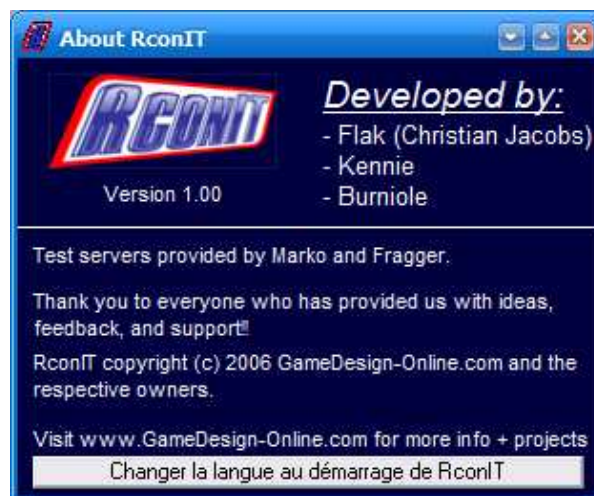 About RconIT
RCONIT
Version 1.00
Developed by:
- Flak (Christian Jacobs)
- Kennie
- Burniole
Test servers provided by Marko and Fragger.
Thank you to everyone who has provided us with ideas,
feedback, and support!!
RconIT copyright (c) 2006 GameDesign-Online.com and the
respective owners.
Visit www.GameDesign-Online.com for more info + projects
Changer la langue au démarrage de RconIT